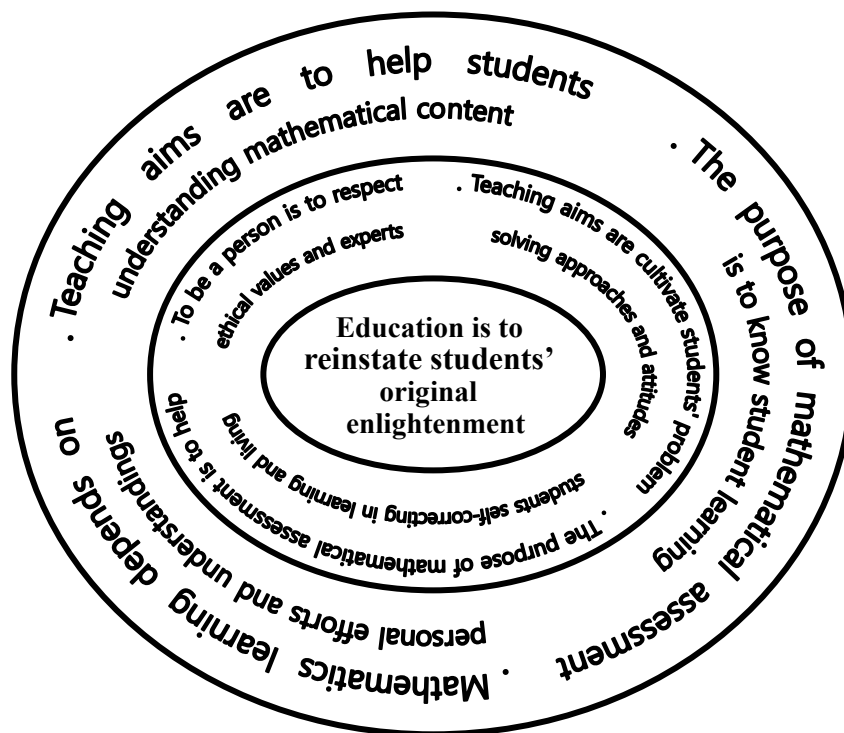 · Teaching aims are to help students
understanding mathematical content
· The purpose of mathematical assessment
is to know student learning
· Mathematics learning depends on
personal efforts and understandings
· To be a person is to respect
ethical values and experts
· Teaching aims are cultivate students' problem
solving approaches and attitudes
· The purpose of mathematical assessment is to help
students self-correcting in learning and living
Education is to
reinstate students’
original
enlightenment